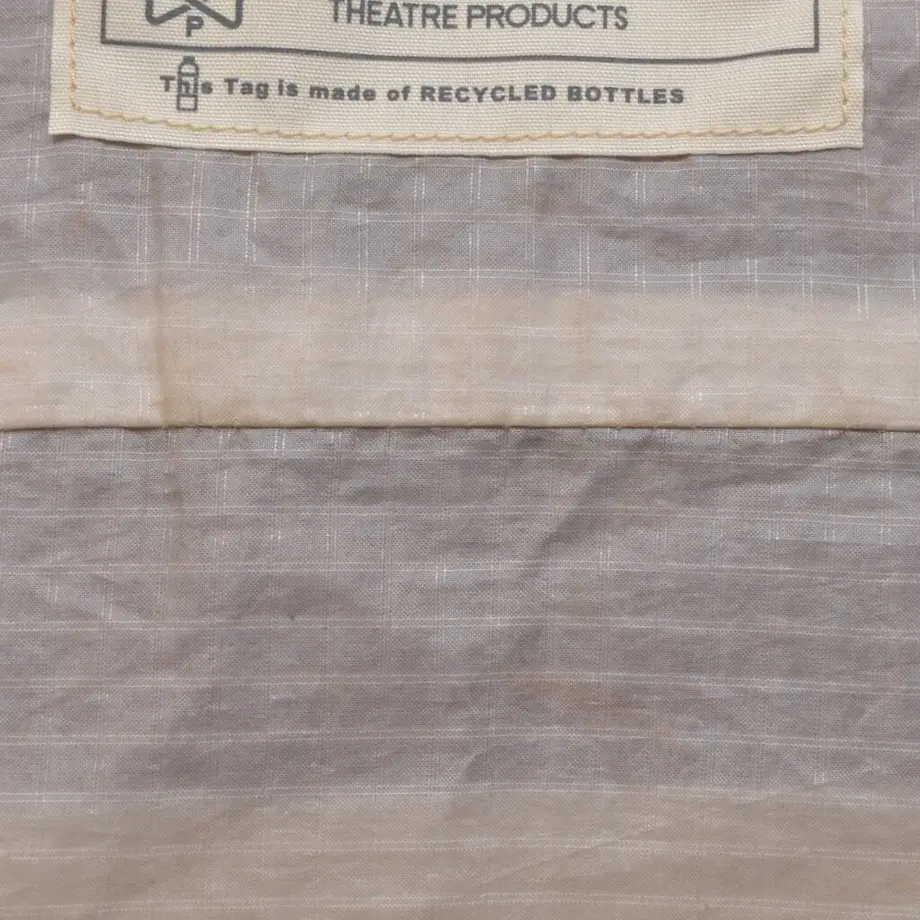 P
THEATRE PRODUCTS
This Tag is made of RECYCLED BOTTLES